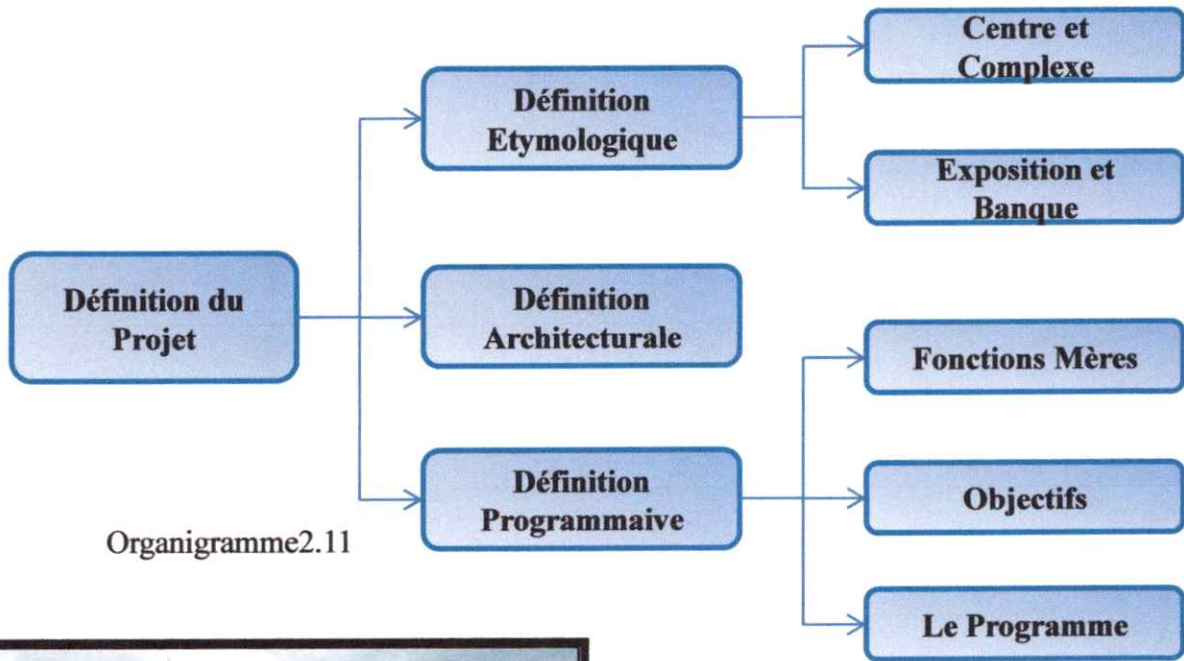 Centre et
Complexe
Définition
Etymologique
Exposition et
Banque
Définition du
Projet
Définition
Architecturale
Fonctions Mères
Définition
Programmaive
Objectifs
Organigramme2.11
Le Programme